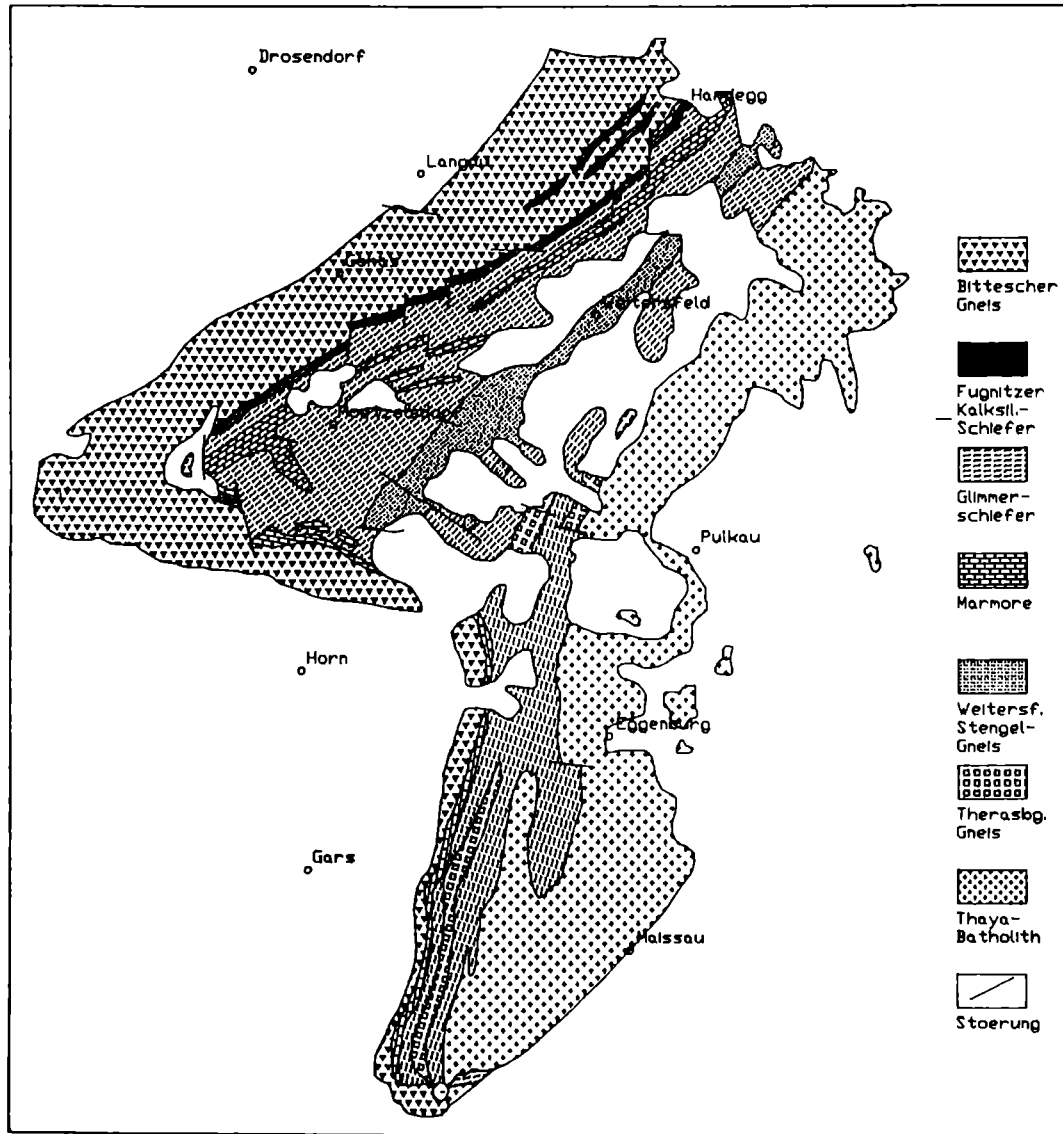 Drosendorf
Hardegg
Langau
Geras
Weitersfeld
Pulkau
Horn
Eggenburg
Gars
Maissau
Bittescher
Gneis
Fugnitzer
Kalksil.-
Schiefer
Glimmer-
schiefer
Marmore
Weitersf.
Stengel-
Gneis
Therasbg.
Gneis
Thaya-
Batholith
Stoerung